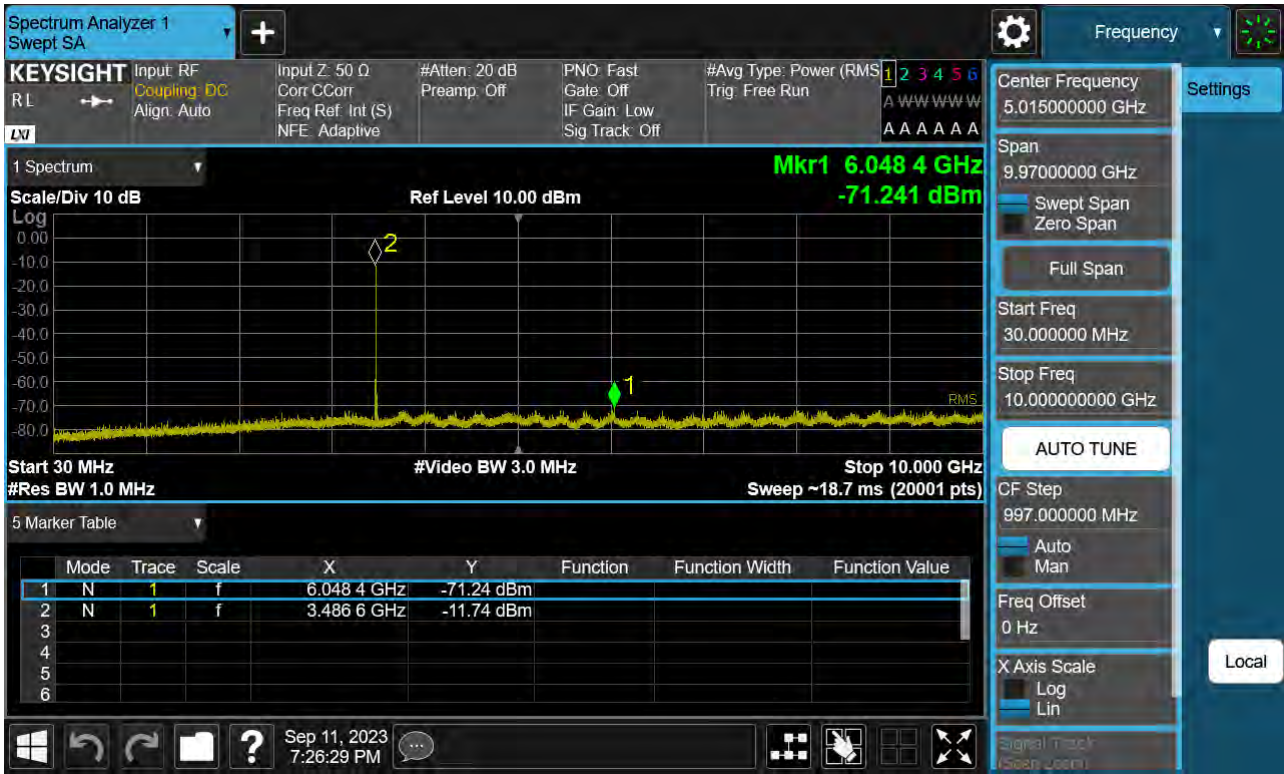 Spectrum Analyzer 1
Swept SA
+
Frequency
KEYSIGHT
RL
LXI
Input: RF
Coupling: DC
Align: Auto
Input Z: 50 Ω
Corr CCorr
Freq Ref: Int (S)
NFE: Adaptive
#Atten: 20 dB
Preamp: Off
PNO: Fast
Gate: Off
IF Gain: Low
Sig Track: Off
#Avg Type: Power (RMS
Trig: Free Run
1 2 3 4 5 6
A W W W W W
A A A A A A
1 Spectrum
Mkr1 6.048 4 GHz
-71.241 dBm
Scale/Div 10 dB
Ref Level 10.00 dBm
Log
0.00
-10.0
-20.0
-30.0
-40.0
-50.0
-60.0
-70.0
-80.0
2
1
RMS
Start 30 MHz
#Video BW 3.0 MHz
Stop 10.000 GHz
#Res BW 1.0 MHz
Sweep ~18.7 ms (20001 pts)
5 Marker Table
Mode Trace Scale X Y Function Function Width Function Value
1 N 1 f 6.048 4 GHz -71.24 dBm
2 N 1 f 3.486 6 GHz -11.74 dBm
3
4
5
6
?
Sep 11, 2023
7:26:29 PM
Center Frequency
5.015000000 GHz
Span
9.97000000 GHz
Swept Span
Zero Span
Full Span
Start Freq
30.000000 MHz
Stop Freq
10.000000000 GHz
AUTO TUNE
CF Step
997.000000 MHz
Auto
Man
Freq Offset
0 Hz
X Axis Scale
Log
Lin
Signal Track
(Span Zoom)
Settings
Local